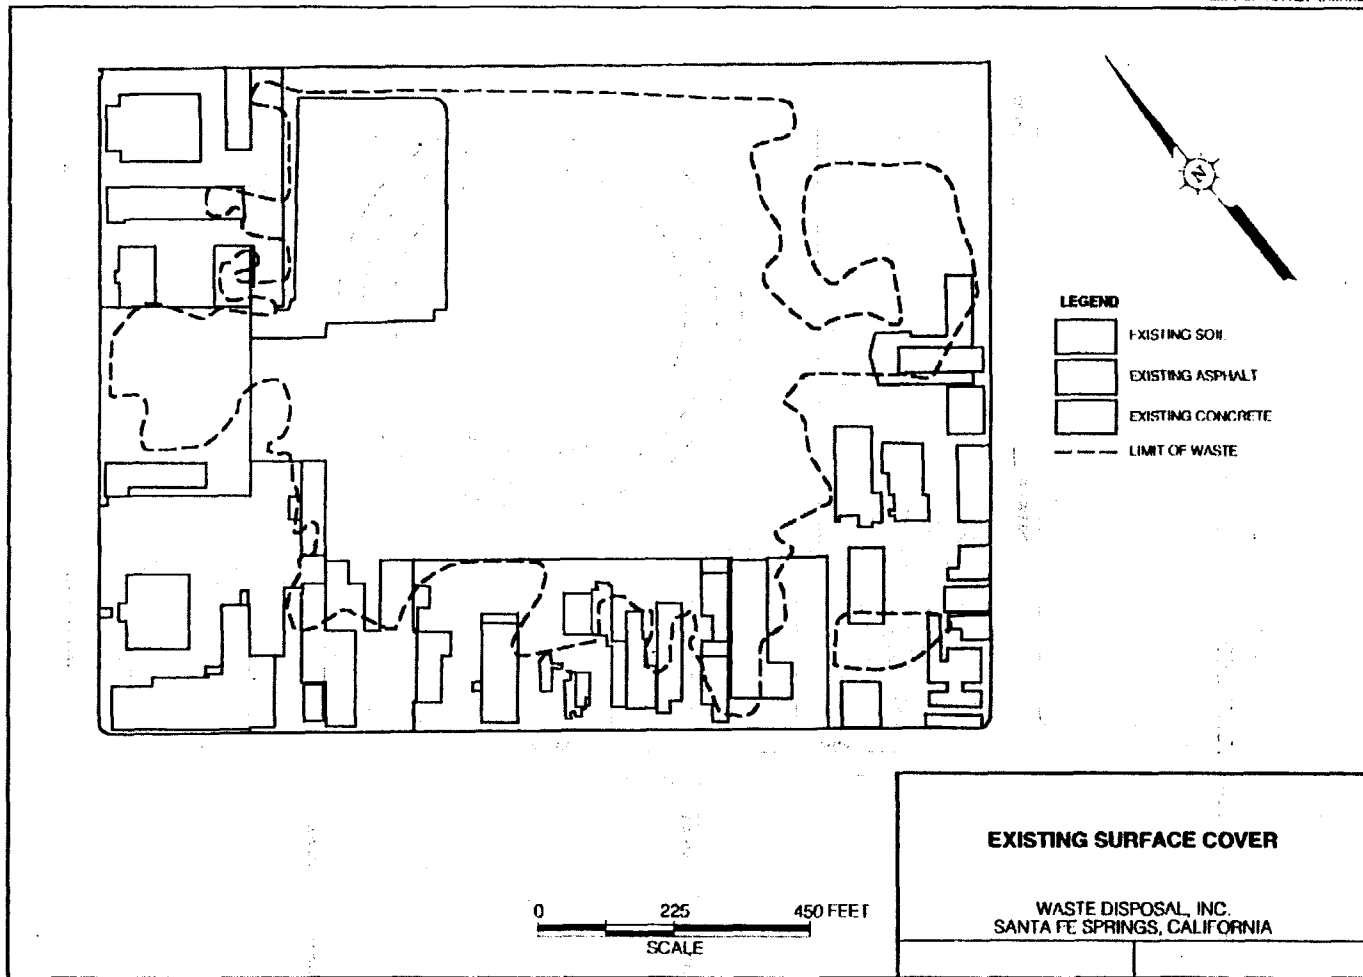 N
LEGEND
EXISTING SOIL
EXISTING ASPHALT
EXISTING CONCRETE
LIMIT OF WASTE
0 225 450 FEET
SCALE
EXISTING SURFACE COVER
WASTE DISPOSAL, INC.
SANTA FE SPRINGS, CALIFORNIA